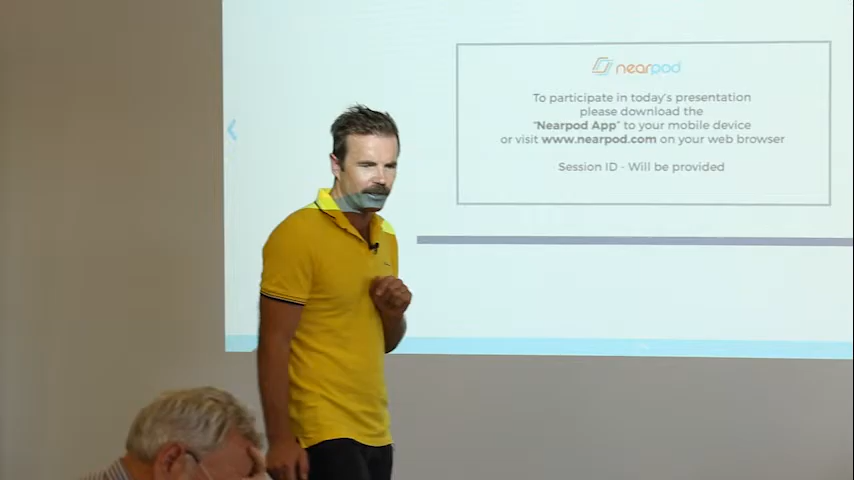 nearpod
To participate in today's presentation
please download the
"Nearpod App" to your mobile device
or visit www.nearpod.com on your web browser
Session ID - Will be provided